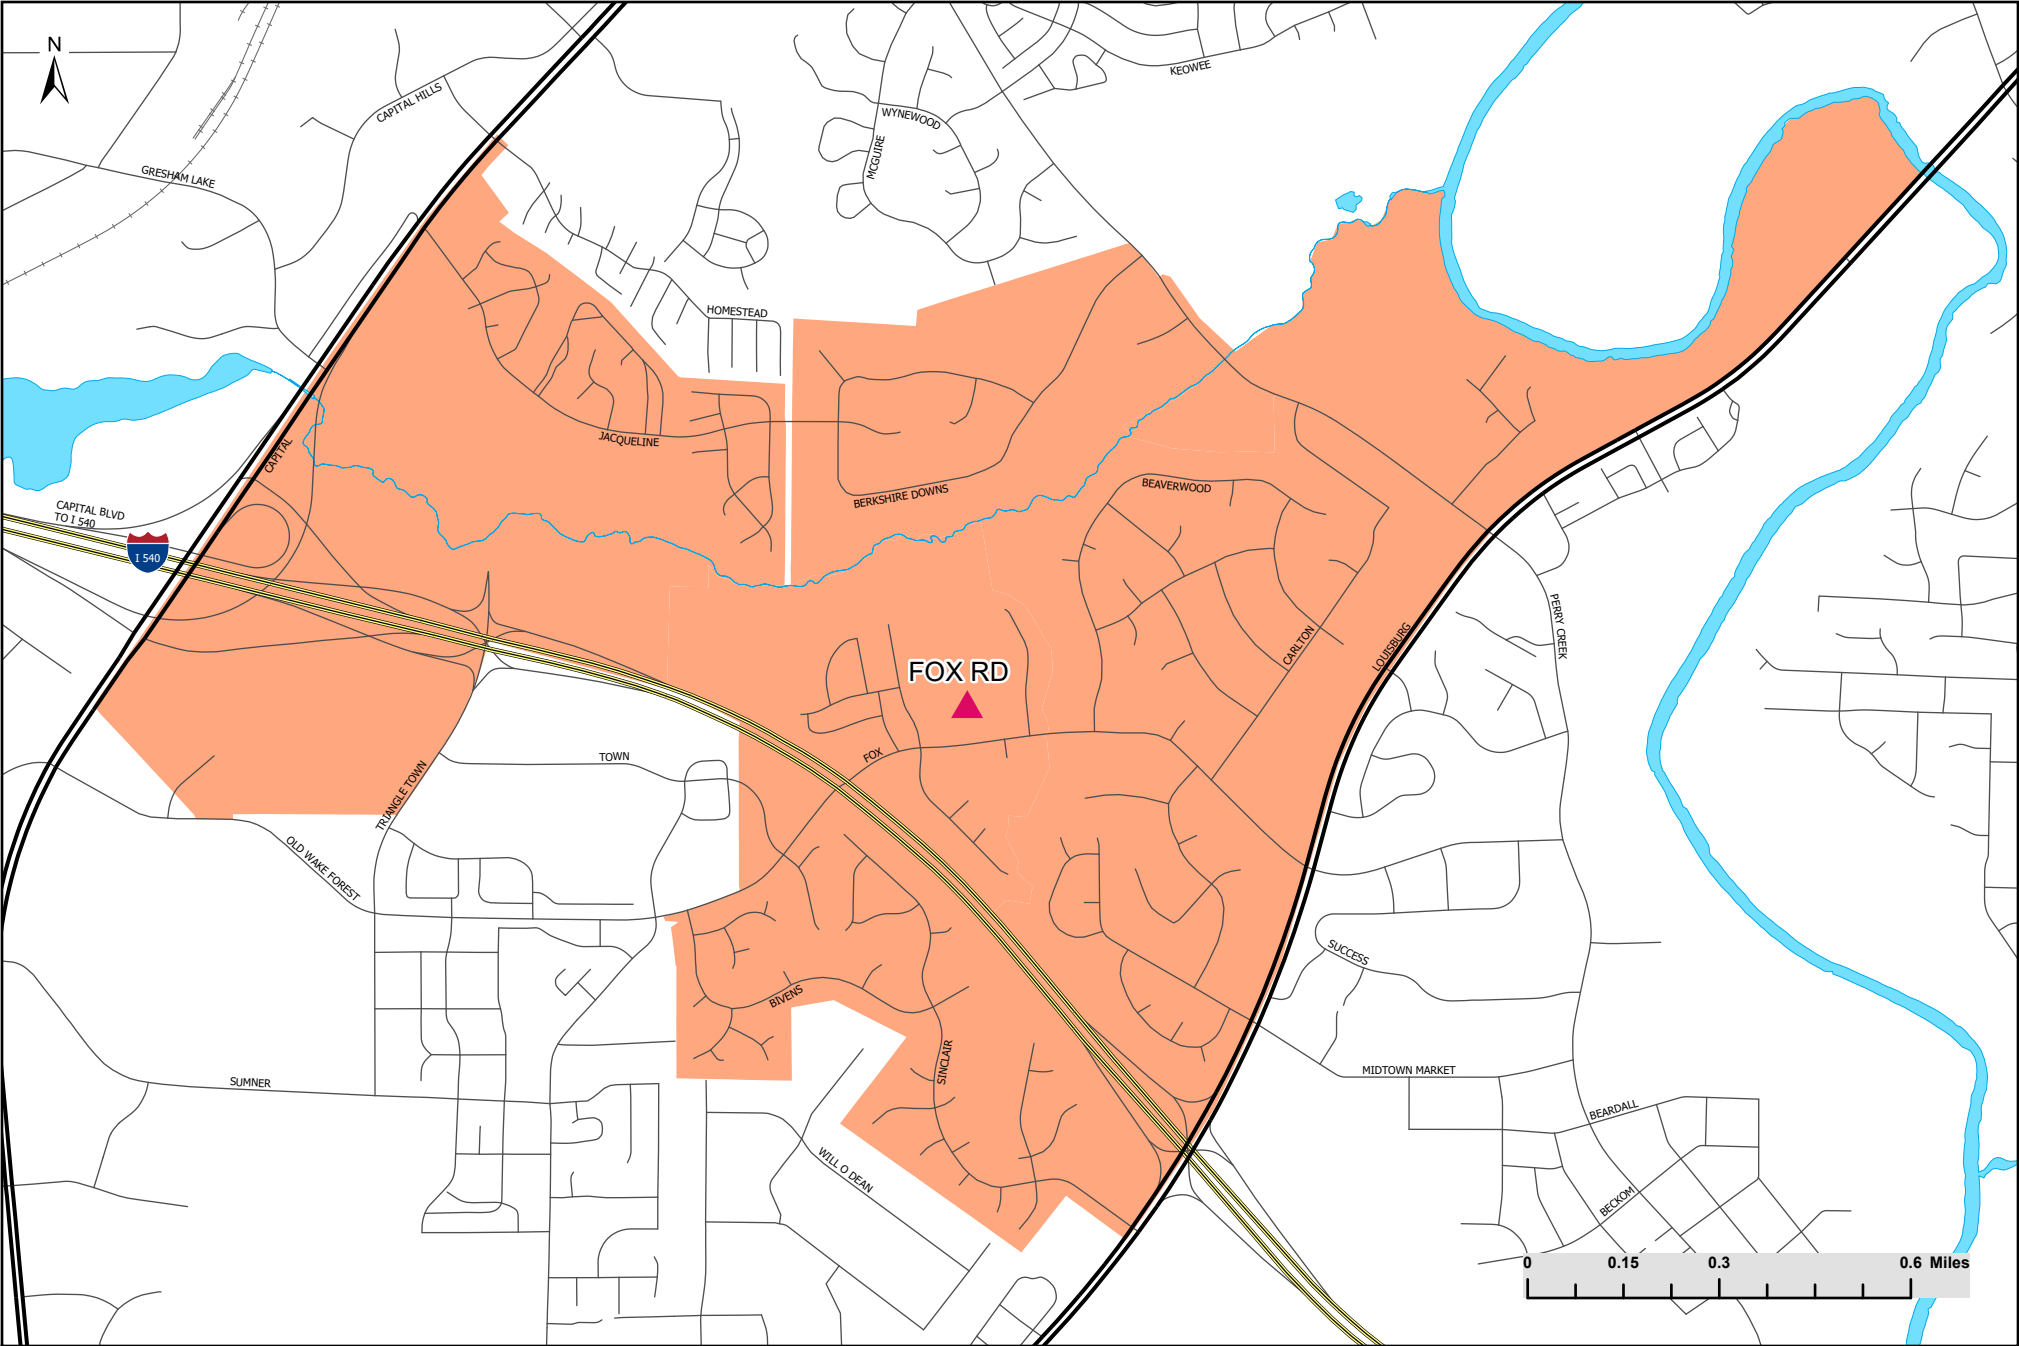 N
KEOWEE
CAPITAL HILLS
WYNEWOOD
MCGUIRE
GRESHAM LAKE
HOMESTEAD
JACQUELINE
CAPITAL
BERKSHIRE DOWNS
BEAVERWOOD
CAPITAL BLVD
TO I 540
I 540
PERRY CREEK
CARLTON
LOUISBURG
FOX RD
FOX
TOWN
TRIANGLE TOWN
OLD WAKE FOREST
SUCCESS
BIVENS
SINCLAIR
MIDTOWN MARKET
SUMNER
BEARDALL
WILL O DEAN
BECKOM
0 0.15 0.3 0.6 Miles